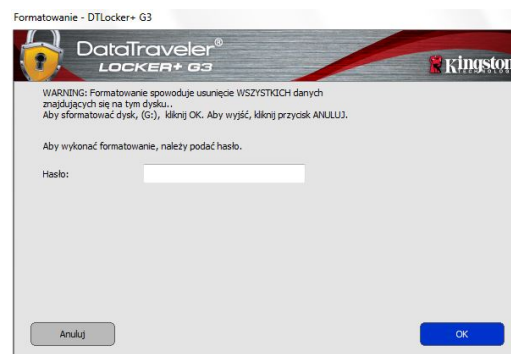 Formatowanie - DTLocker+ G3
DataTraveler®
LOCKER+ G3
Kingston
TECHNOLOGY
WARNING: Formatowanie spowoduje usunięcie WSZYSTKICH danych
znajdujących się na tym dysku..
Aby sformatować dysk, (G:), kliknij OK. Aby wyjść, kliknij przycisk ANULUJ.
Aby wykonać formatowanie, należy podać hasło.
Hasło:
Anuluj
OK